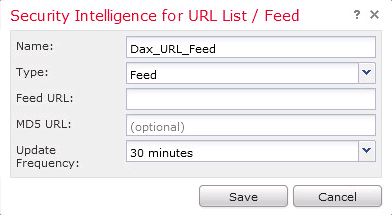 Security Intelligence for URL List / Feed ? ×
Name: Dax_URL_Feed
Type: Feed
Feed URL:
MD5 URL: (optional)
Update
Frequency: 30 minutes
Save Cancel